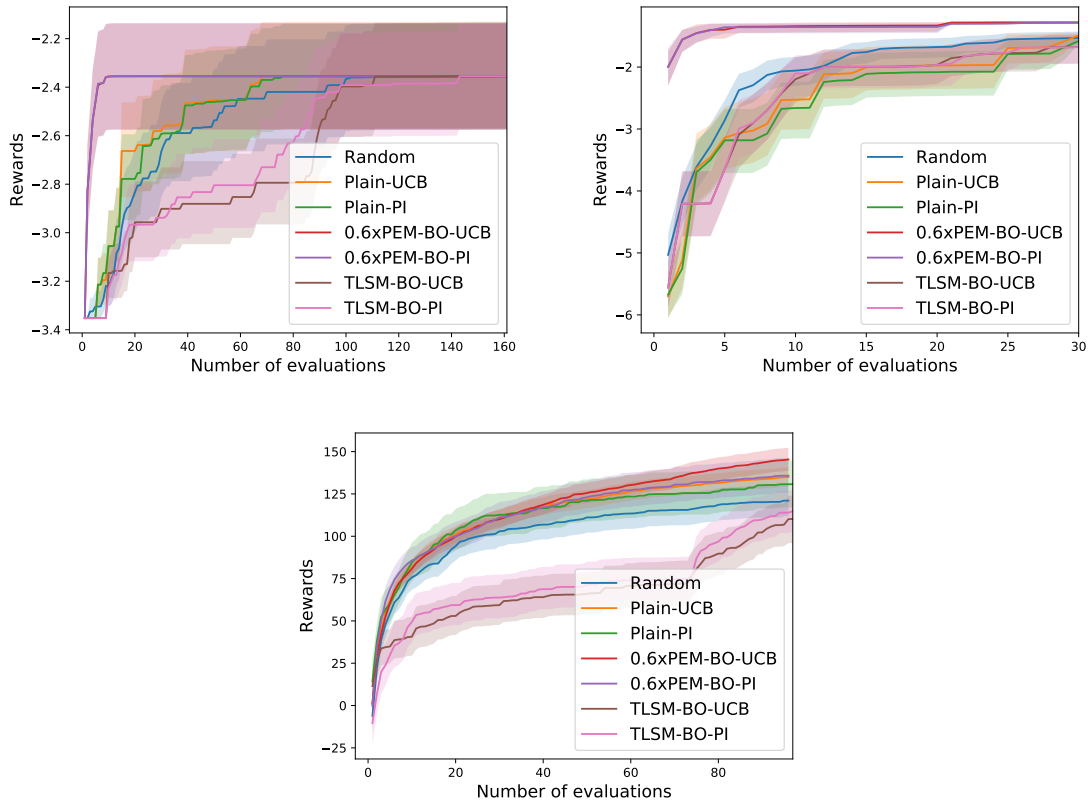 −2.2
−2.4
−2.6
−2.8
−3.0
−3.2
−3.4
Rewards
0 20 40 60 80 100 120 140 160
Number of evaluations
Random
Plain-UCB
Plain-PI
0.6xPEM-BO-UCB
0.6xPEM-BO-PI
TLSM-BO-UCB
TLSM-BO-PI
−2
−3
−4
−5
−6
Rewards
0 5 10 15 20 25 30
Number of evaluations
Random
Plain-UCB
Plain-PI
0.6xPEM-BO-UCB
0.6xPEM-BO-PI
TLSM-BO-UCB
TLSM-BO-PI
150
125
100
75
50
25
0
−25
Rewards
0 20 40 60 80
Number of evaluations
Random
Plain-UCB
Plain-PI
0.6xPEM-BO-UCB
0.6xPEM-BO-PI
TLSM-BO-UCB
TLSM-BO-PI